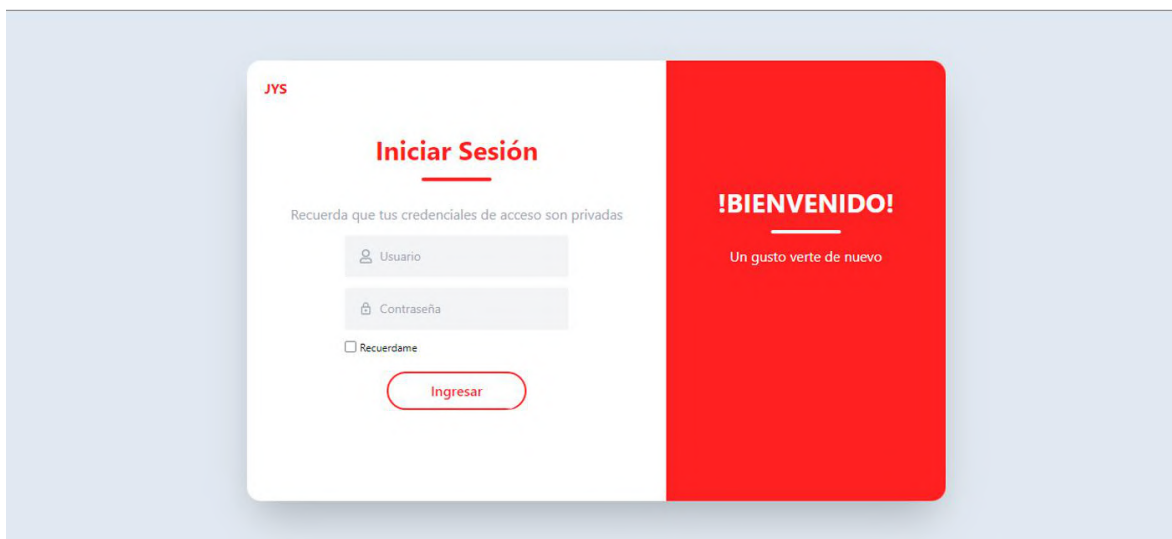 JYS
Iniciar Sesión
Recuerda que tus credenciales de acceso son privadas
Usuario
Contraseña
Recuerdame
Ingresar
!BIENVENIDO!
Un gusto verte de nuevo